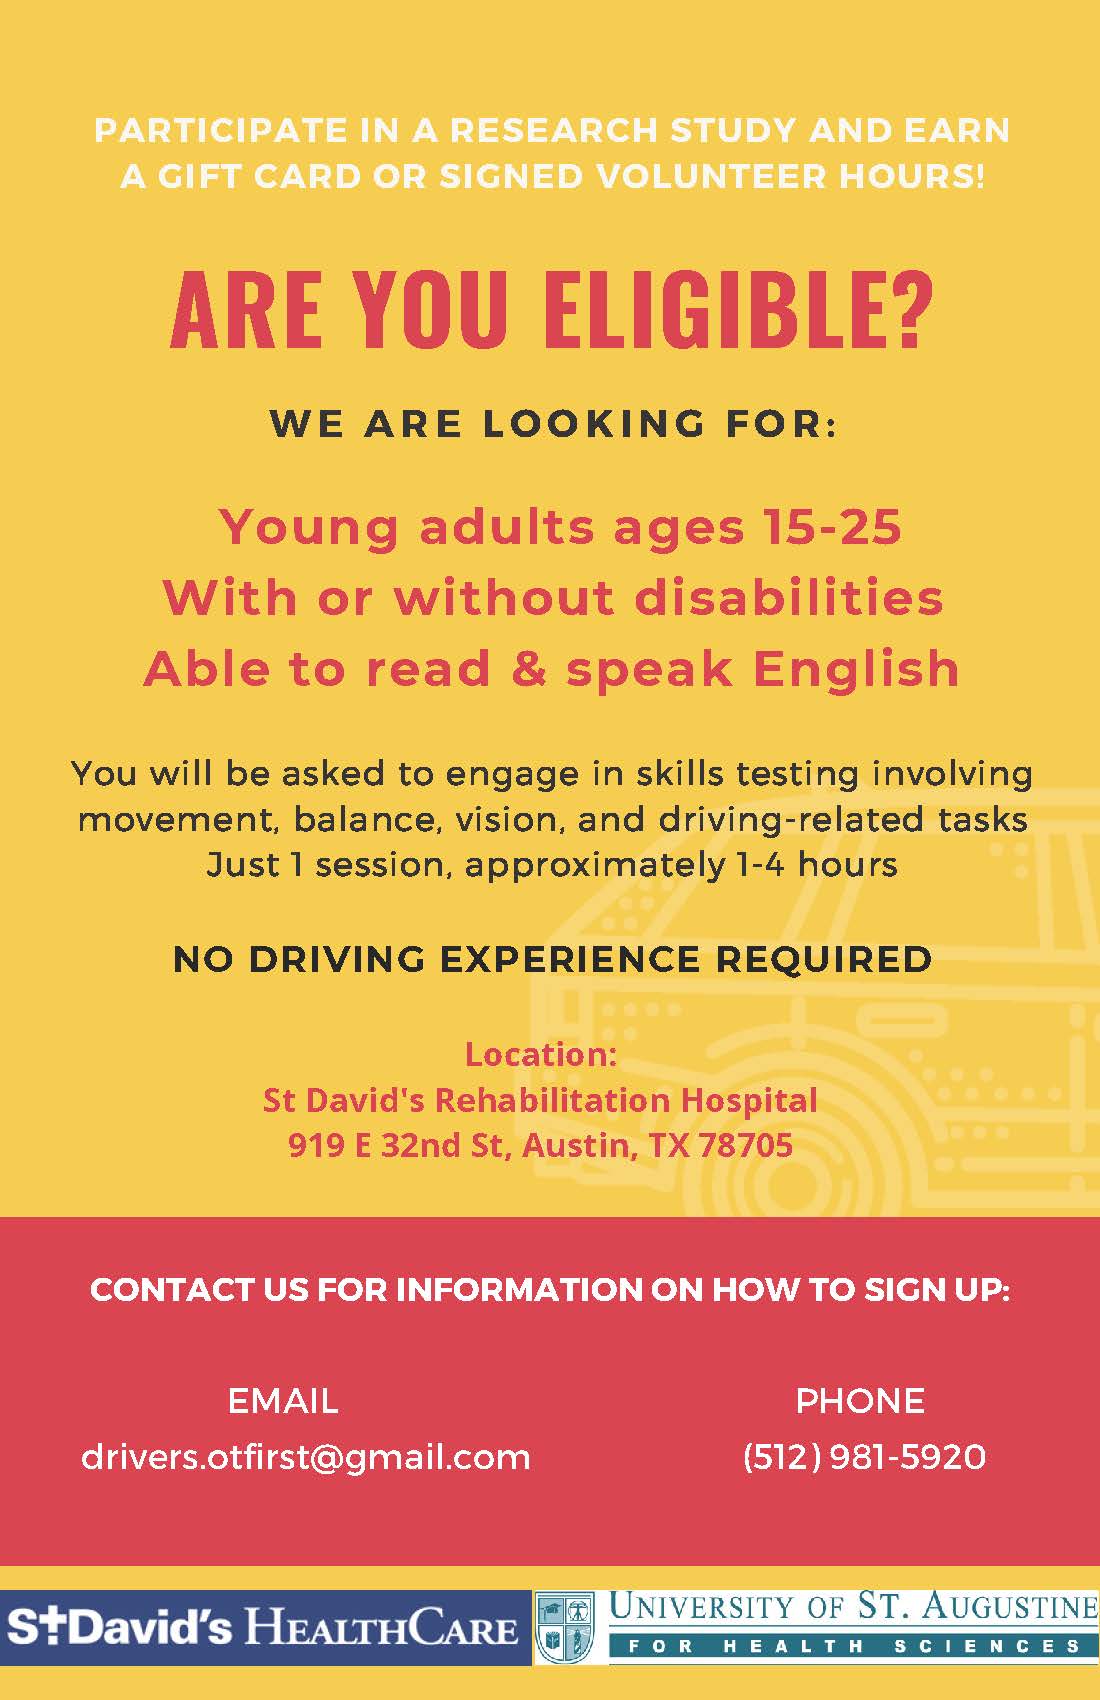 PARTICIPATE IN A RESEARCH STUDY AND EARN
A GIFT CARD OR SIGNED VOLUNTEER HOURS!
ARE YOU ELIGIBLE?
WE ARE LOOKING FOR:
Young adults ages 15-25
With or without disabilities
Able to read & speak English
You will be asked to engage in skills testing involving
movement, balance, vision, and driving-related tasks
Just 1 session, approximately 1-4 hours
NO DRIVING EXPERIENCE REQUIRED
Location:
St David's Rehabilitation Hospital
919 E 32nd St, Austin, TX 78705
CONTACT US FOR INFORMATION ON HOW TO SIGN UP:
EMAIL
drivers.otfirst@gmail.com
PHONE
(512) 981-5920
St David's HEALTHCARE
UNIVERSITY OF ST. AUGUSTINE
FOR HEALTH SCIENCES